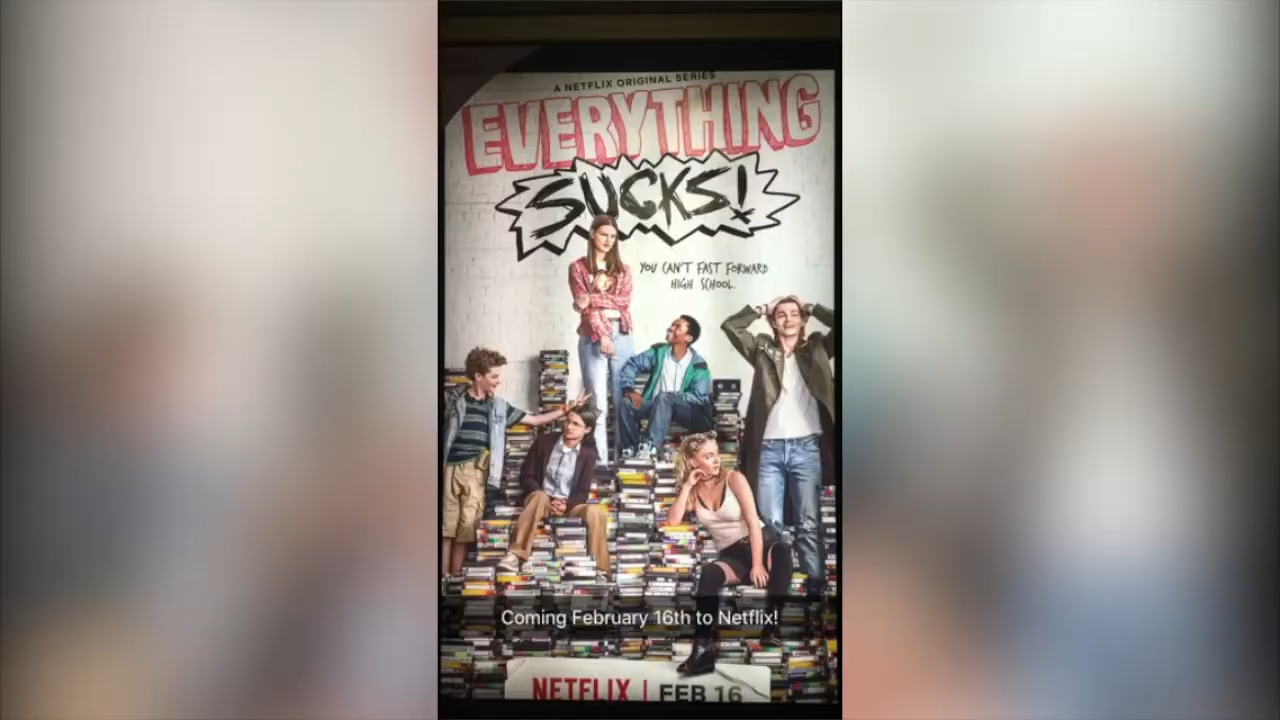 A NETFLIX ORIGINAL SERIES
EVERYTHING
SUCKS!
YOU CAN'T FAST FORWARD
HIGH SCHOOL.
Coming February 16th to Netflix!
NETFLIX | FEB 16